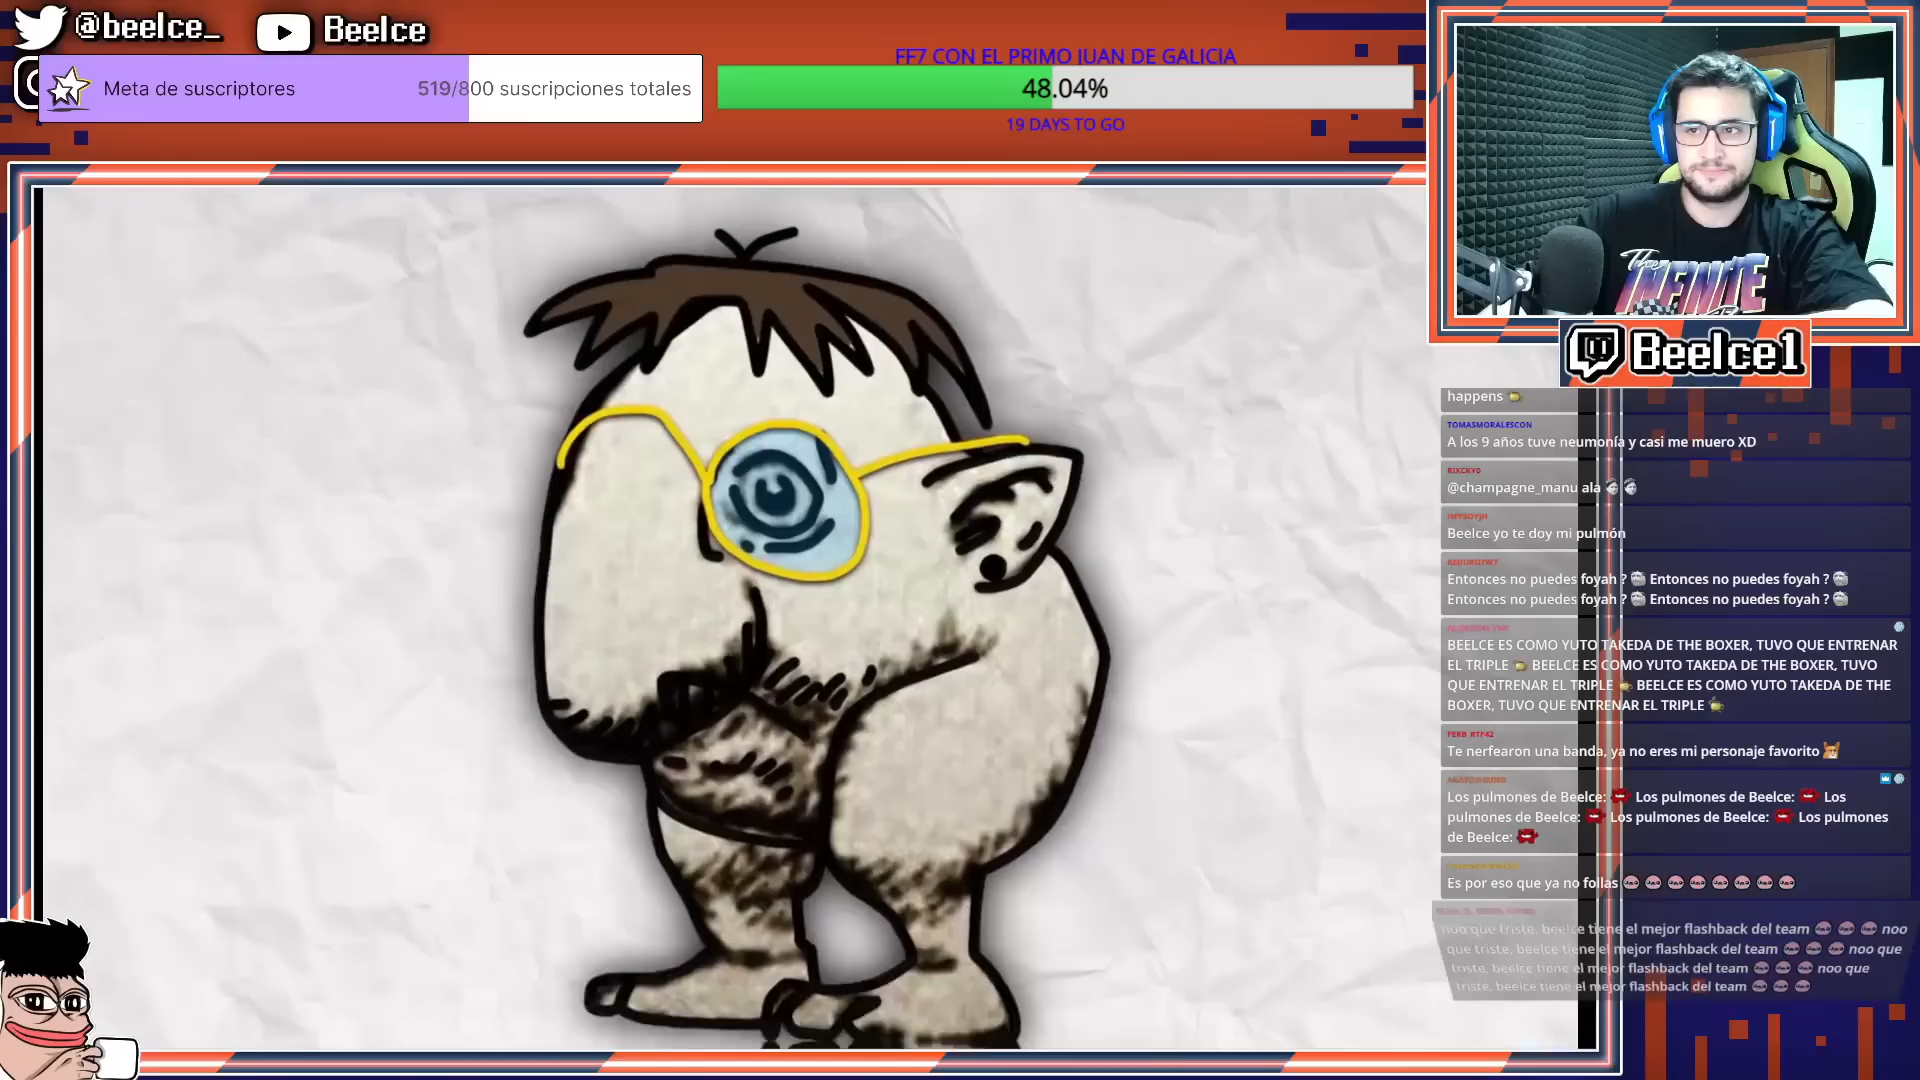 @beelce_
Beelce
Meta de suscriptores
519/800 suscripciones totales
FF7 CON EL PRIMO JUAN DE GALICIA
48.04%
19 DAYS TO GO
The
INFINITE
Beelce1
happens
TOMASMORALESCON
A los 9 años tuve neumonía y casi me muero XD
@champagne_manu ala
Beelce yo te doy mi pulmón
Entonces no puedes foyah ? Entonces no puedes foyah ?
Entonces no puedes foyah ? Entonces no puedes foyah ?
BEELCE ES COMO YUTO TAKEDA DE THE BOXER, TUVO QUE ENTRENAR
EL TRIPLE BEELCE ES COMO YUTO TAKEDA DE THE BOXER, TUVO
QUE ENTRENAR EL TRIPLE BEELCE ES COMO YUTO TAKEDA DE THE
BOXER, TUVO QUE ENTRENAR EL TRIPLE
FERB_RTF42
Te nerfearon una banda, ya no eres mi personaje favorito
Los pulmones de Beelce: Los pulmones de Beelce: Los
pulmones de Beelce: Los pulmones de Beelce: Los pulmones
de Beelce:
Es por eso que ya no follas
noo que triste, beelce tiene el mejor flashback del team noo
que triste, beelce tiene el mejor flashback del team noo que
triste, beelce tiene el mejor flashback del team noo que
triste, beelce tiene el mejor flashback del team